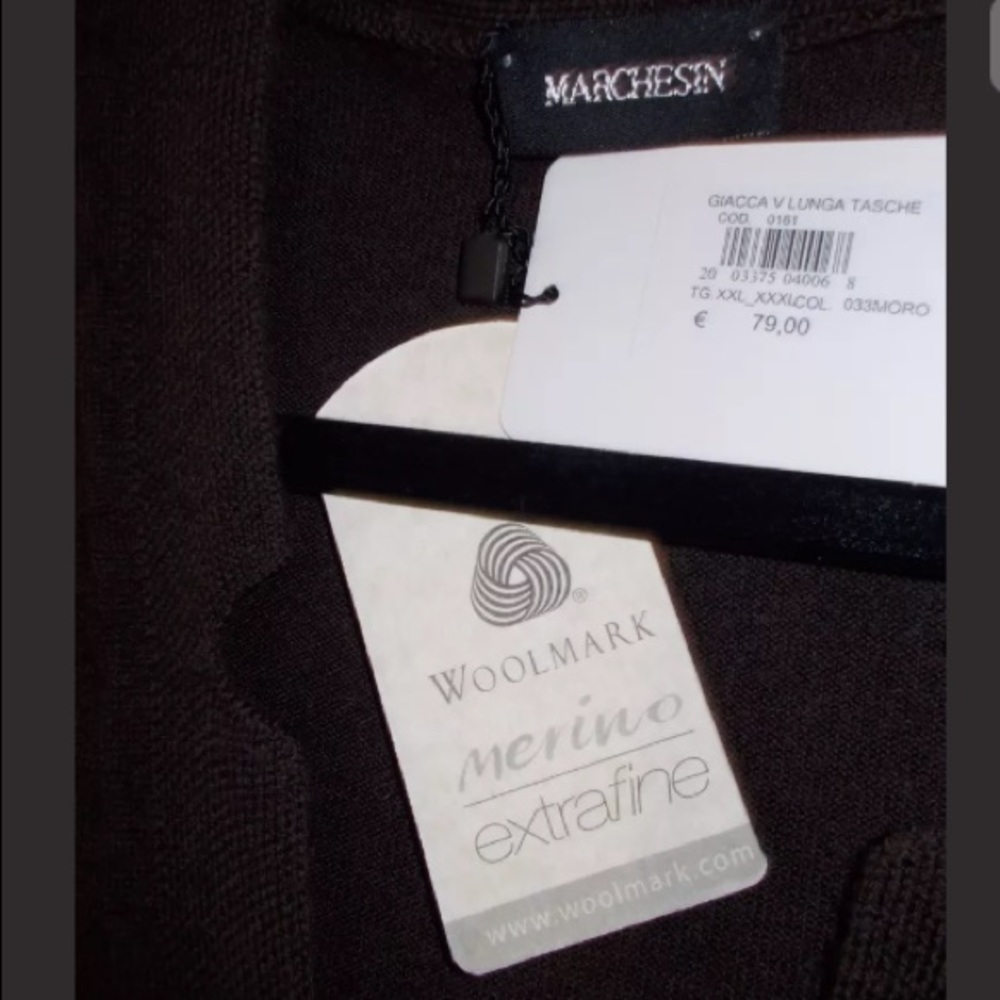 MARCHESIN
GIACCA V LUNGA TASCHE
COD. 0161
20 03375 04006 8
TG XXL_XXXLCOL. 033MORO
€ 79,00
®
WOOLMARK
merino
extrafine
www.woolmark.com